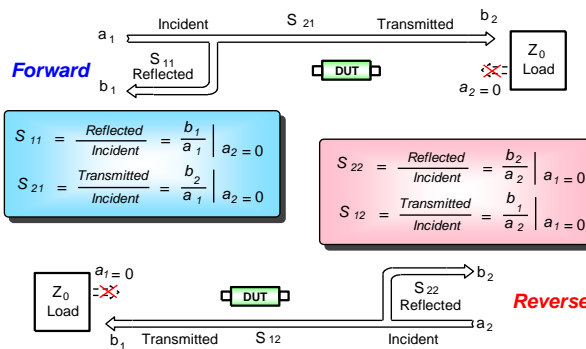 Incident S21 Transmitted b2
a1
Z0
Load
S11
Reflected
Forward
DUT
b1
a2 = 0
S11 = Reflected / Incident = b1 / a1 | a2 = 0
S21 = Transmitted / Incident = b2 / a1 | a2 = 0
S22 = Reflected / Incident = b2 / a2 | a1 = 0
S12 = Transmitted / Incident = b1 / a2 | a1 = 0
a1 = 0
Z0
Load
DUT
b2
S22
Reflected
Reverse
b1 Transmitted S12 Incident a2